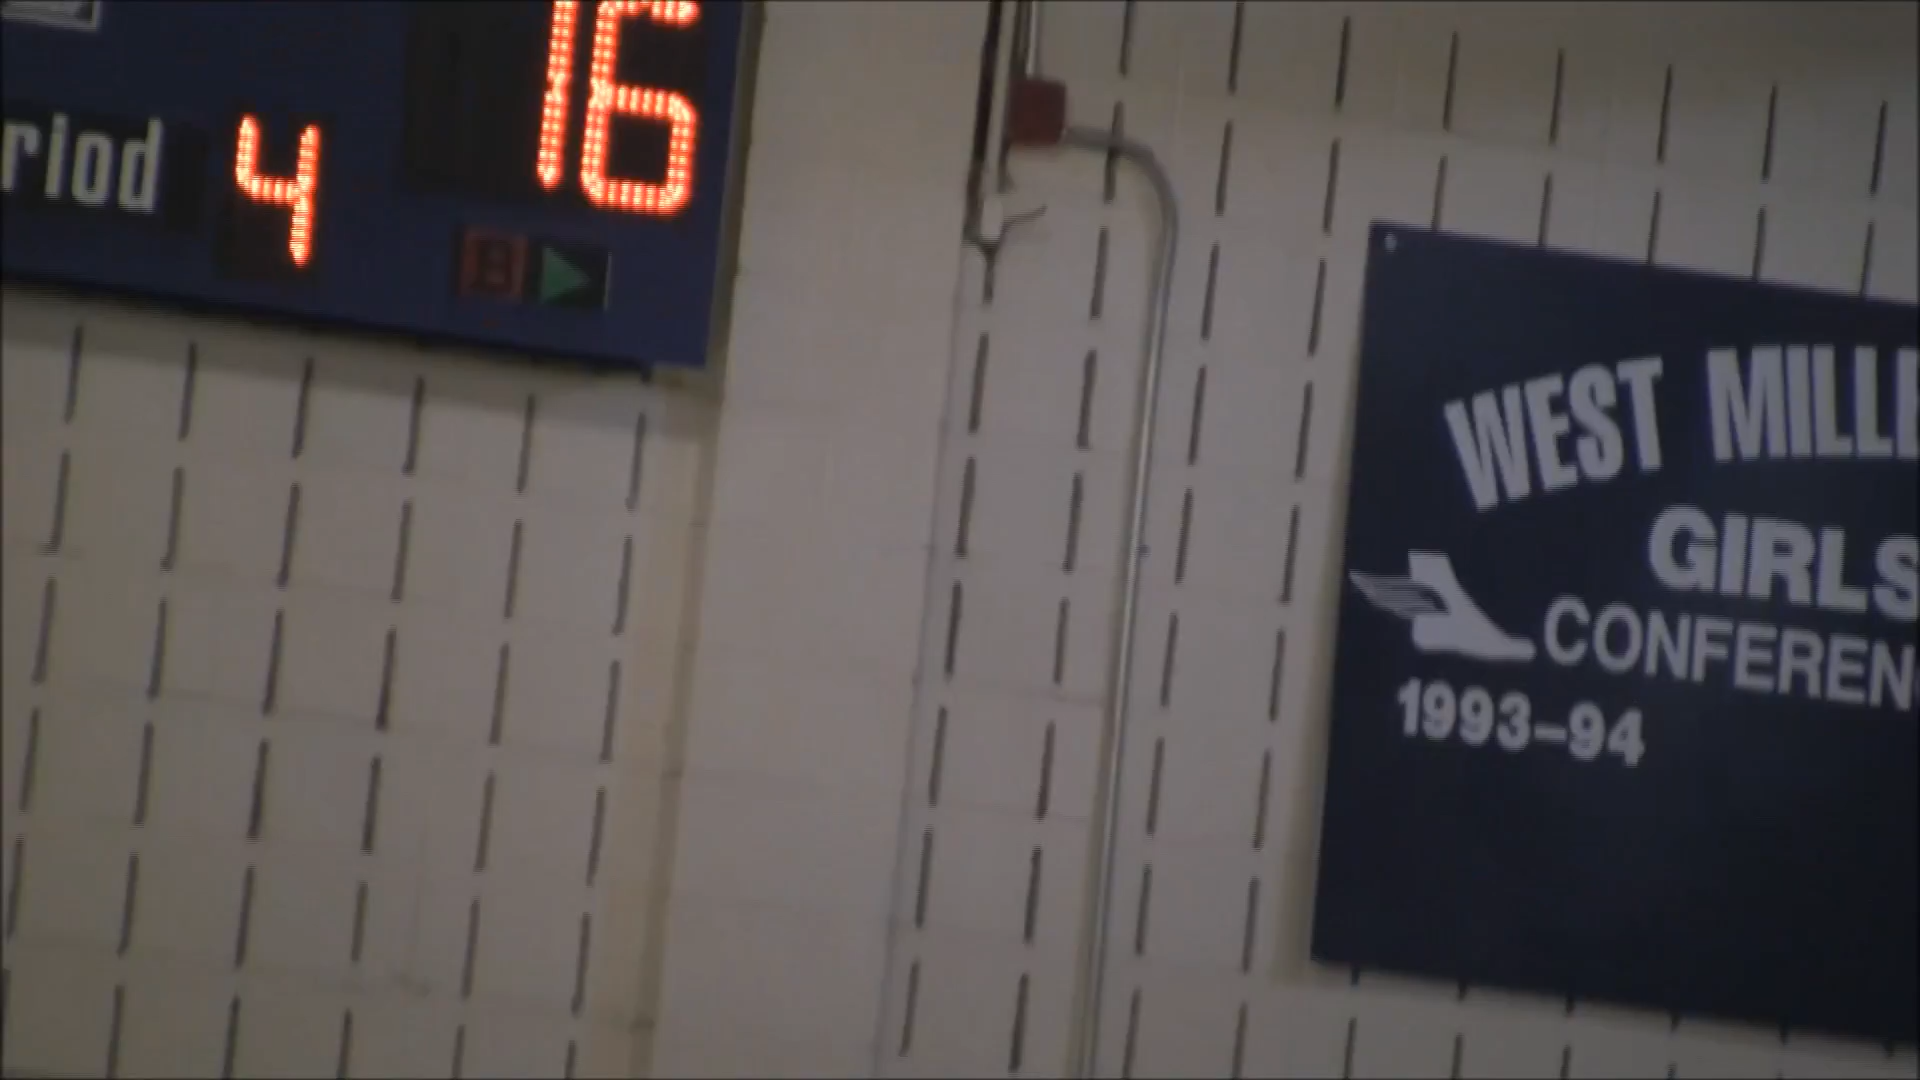 16
riod 4
B
WEST MILL
GIRLS
CONFEREN
1993-94